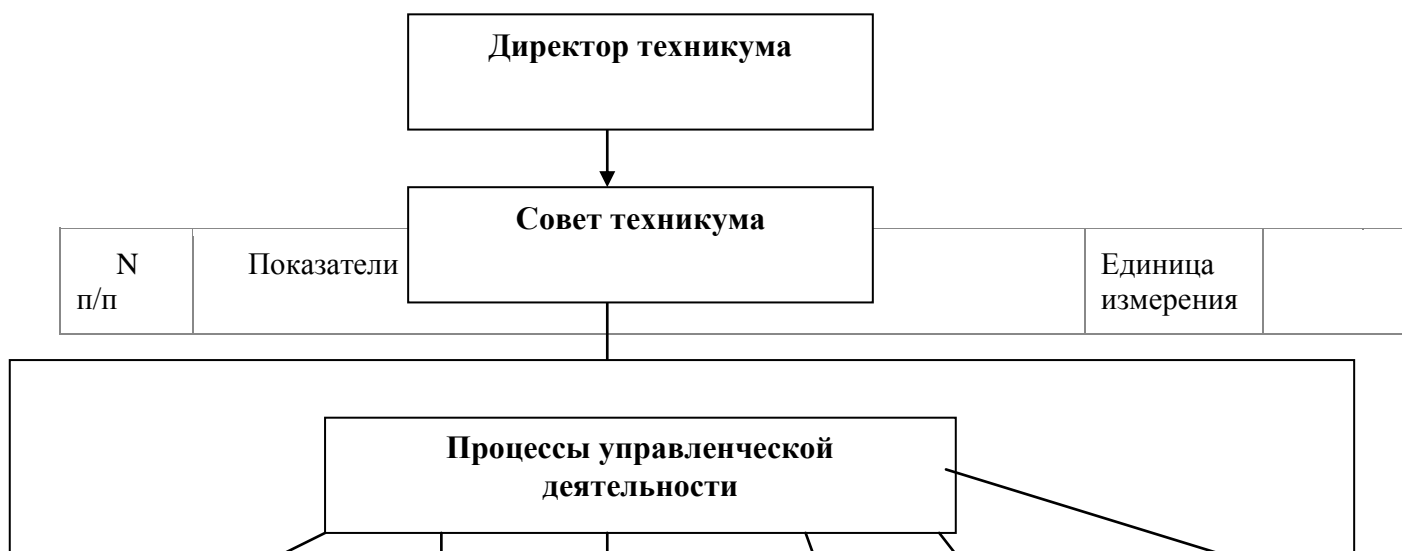 Директор техникума
Совет техникума
N
п/п
Показатели
Единица
измерения
Процессы управленческой
деятельности